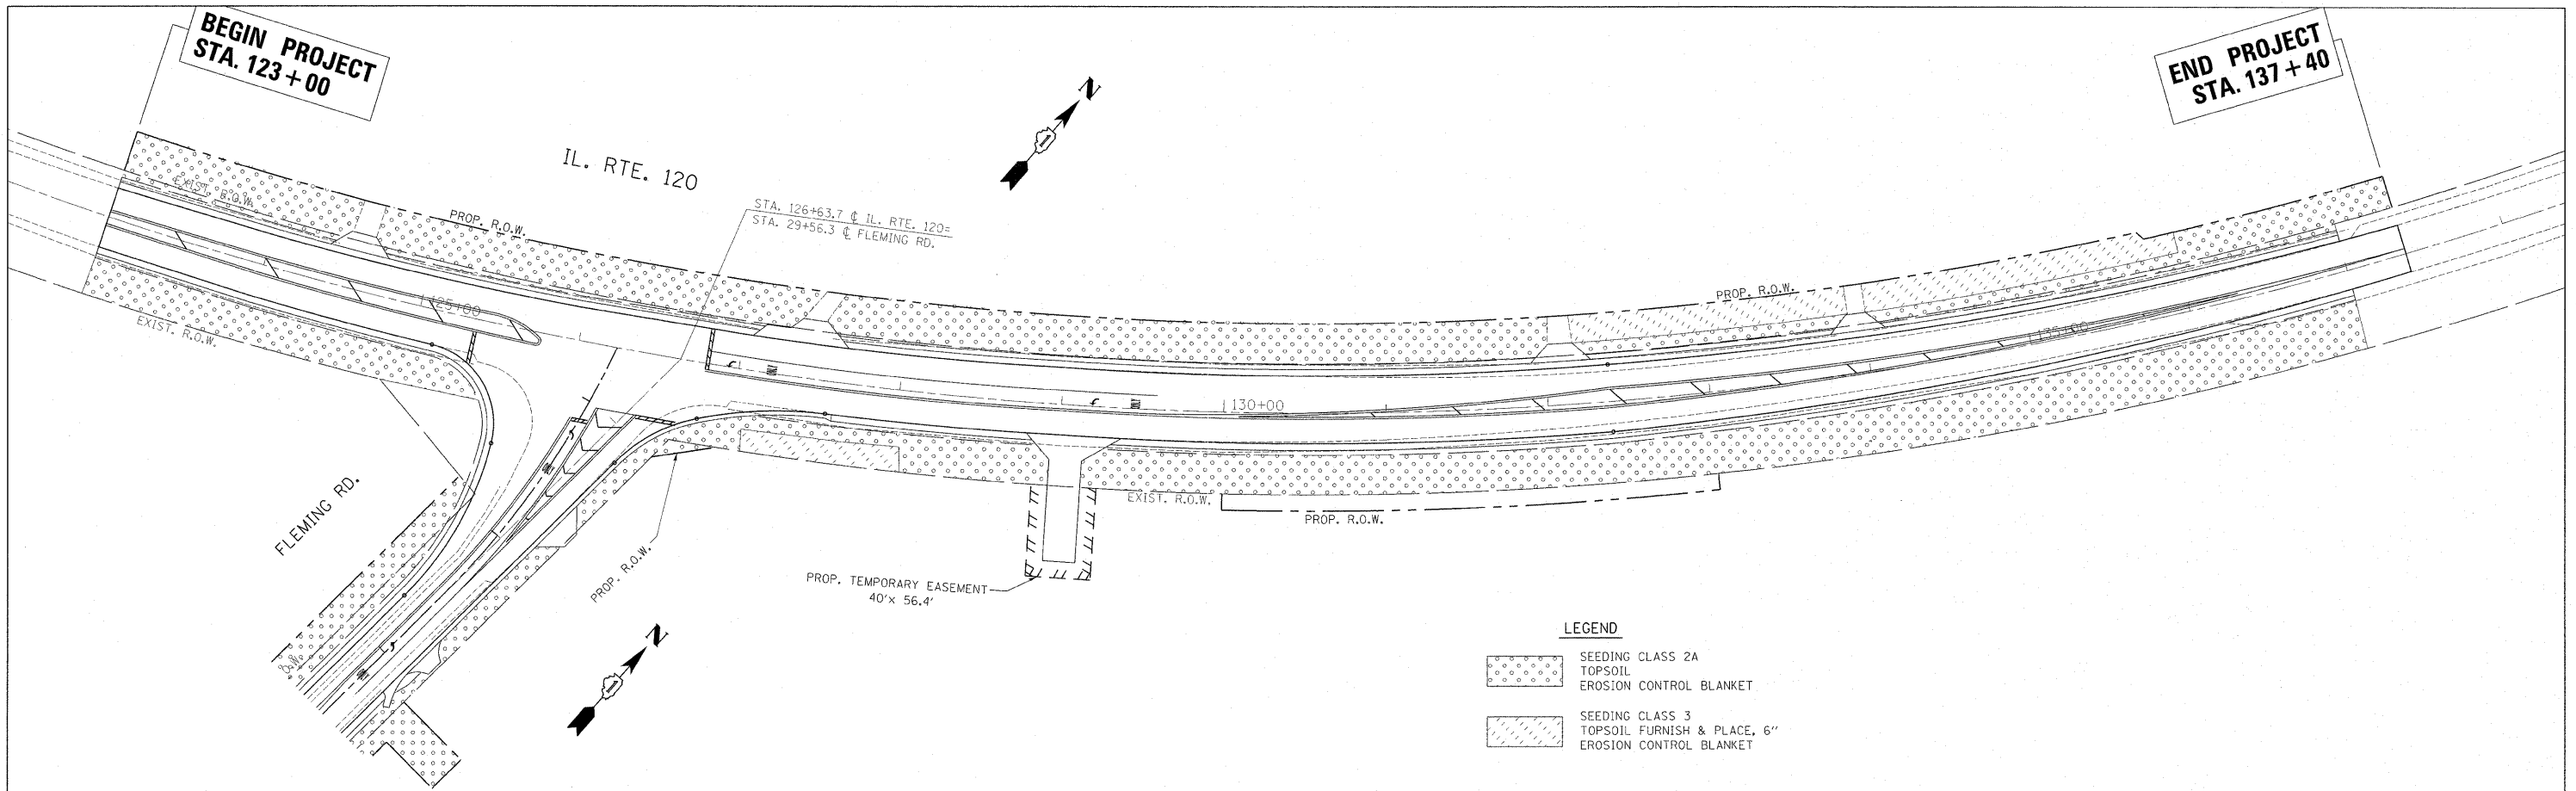 BEGIN PROJECT
STA. 123+00
END PROJECT
STA. 137+40
N
IL. RTE. 120
EXIST. R.O.W.
PROP. R.O.W.
STA. 126+63.7 ℄ IL. RTE. 120=
STA. 29+56.3 ℄ FLEMING RD.
PROP. R.O.W.
125+00
EXIST. R.O.W.
135+00
130+00
FLEMING RD.
EXIST. R.O.W.
PROP. R.O.W.
PROP. R.O.W.
PROP. TEMPORARY EASEMENT
40'x 56.4'
N
LEGEND
SEEDING CLASS 2A
TOPSOIL
EROSION CONTROL BLANKET
SEEDING CLASS 3
TOPSOIL FURNISH & PLACE, 6"
EROSION CONTROL BLANKET